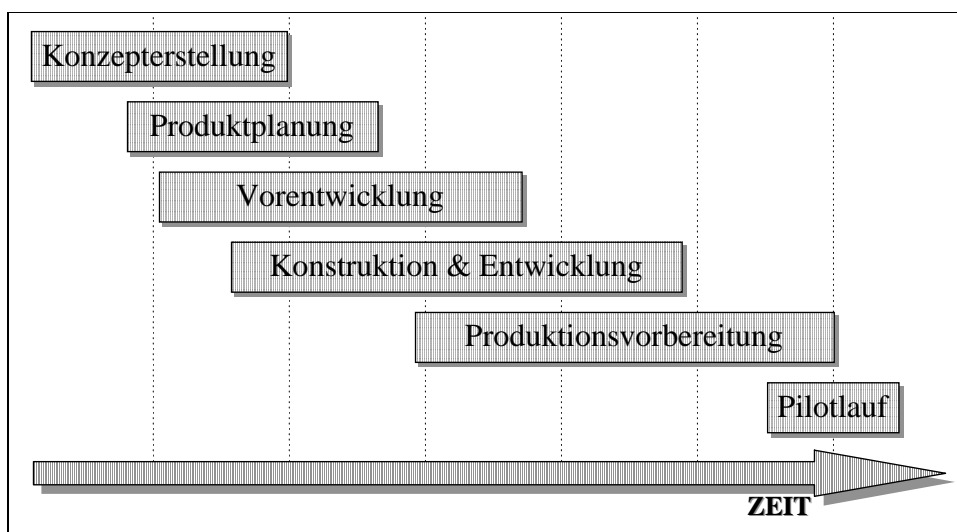 Konzepterstellung
Produktplanung
Vorentwicklung
Konstruktion & Entwicklung
Produktionsvorbereitung
Pilotlauf
ZEIT